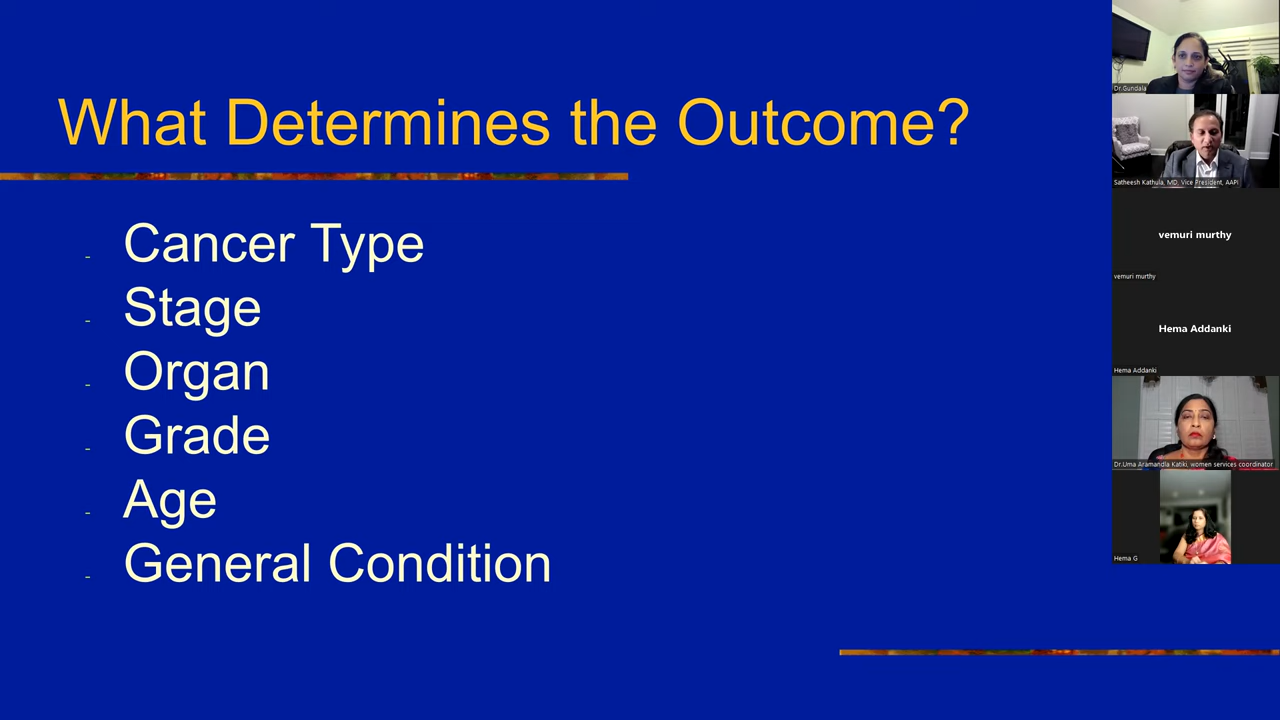 What Determines the Outcome?
- Cancer Type
- Stage
- Organ
- Grade
- Age
- General Condition
Dr.Gundala
Satheesh Kathula, MD, Vice President, AAPI
vemuri murthy
vemuri murthy
Hema Addanki
Hema Addanki
Dr.Uma Aramandla Katiki, women services coordinator
Hema G